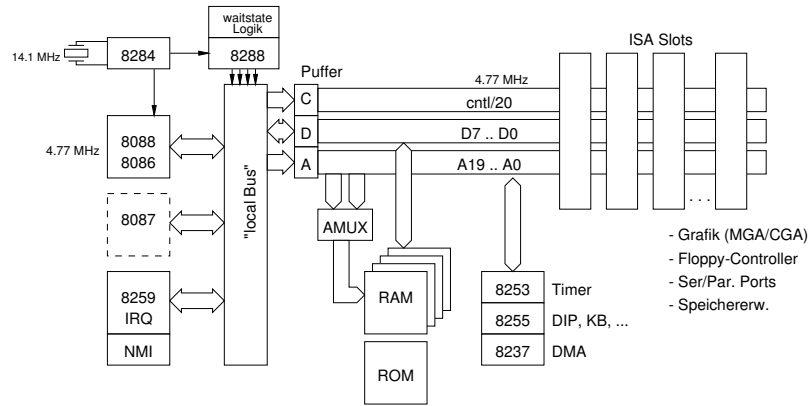 waitstate
Logik
8288
14.1 MHz
8284
ISA Slots
Puffer
4.77 MHz
C
cntl/20
D
D7 .. D0
A
A19 .. A0
4.77 MHz
8088
8086
"local Bus"
8087
AMUX
. . .
- Grafik (MGA/CGA)
- Floppy-Controller
- Ser/Par. Ports
- Speichererw.
8259
IRQ
NMI
RAM
ROM
8253 Timer
8255 DIP, KB, ...
8237 DMA